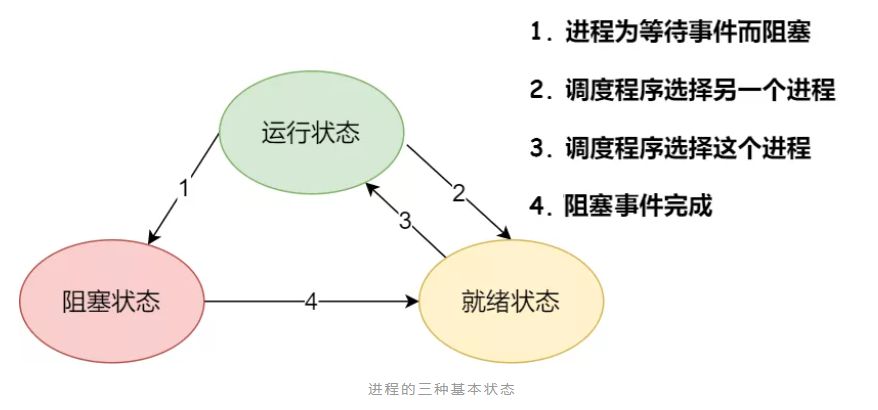 1. 进程为等待事件而阻塞
2. 调度程序选择另一个进程
3. 调度程序选择这个进程
4. 阻塞事件完成
运行状态
1
2
3
阻塞状态
4
就绪状态
进程的三种基本状态